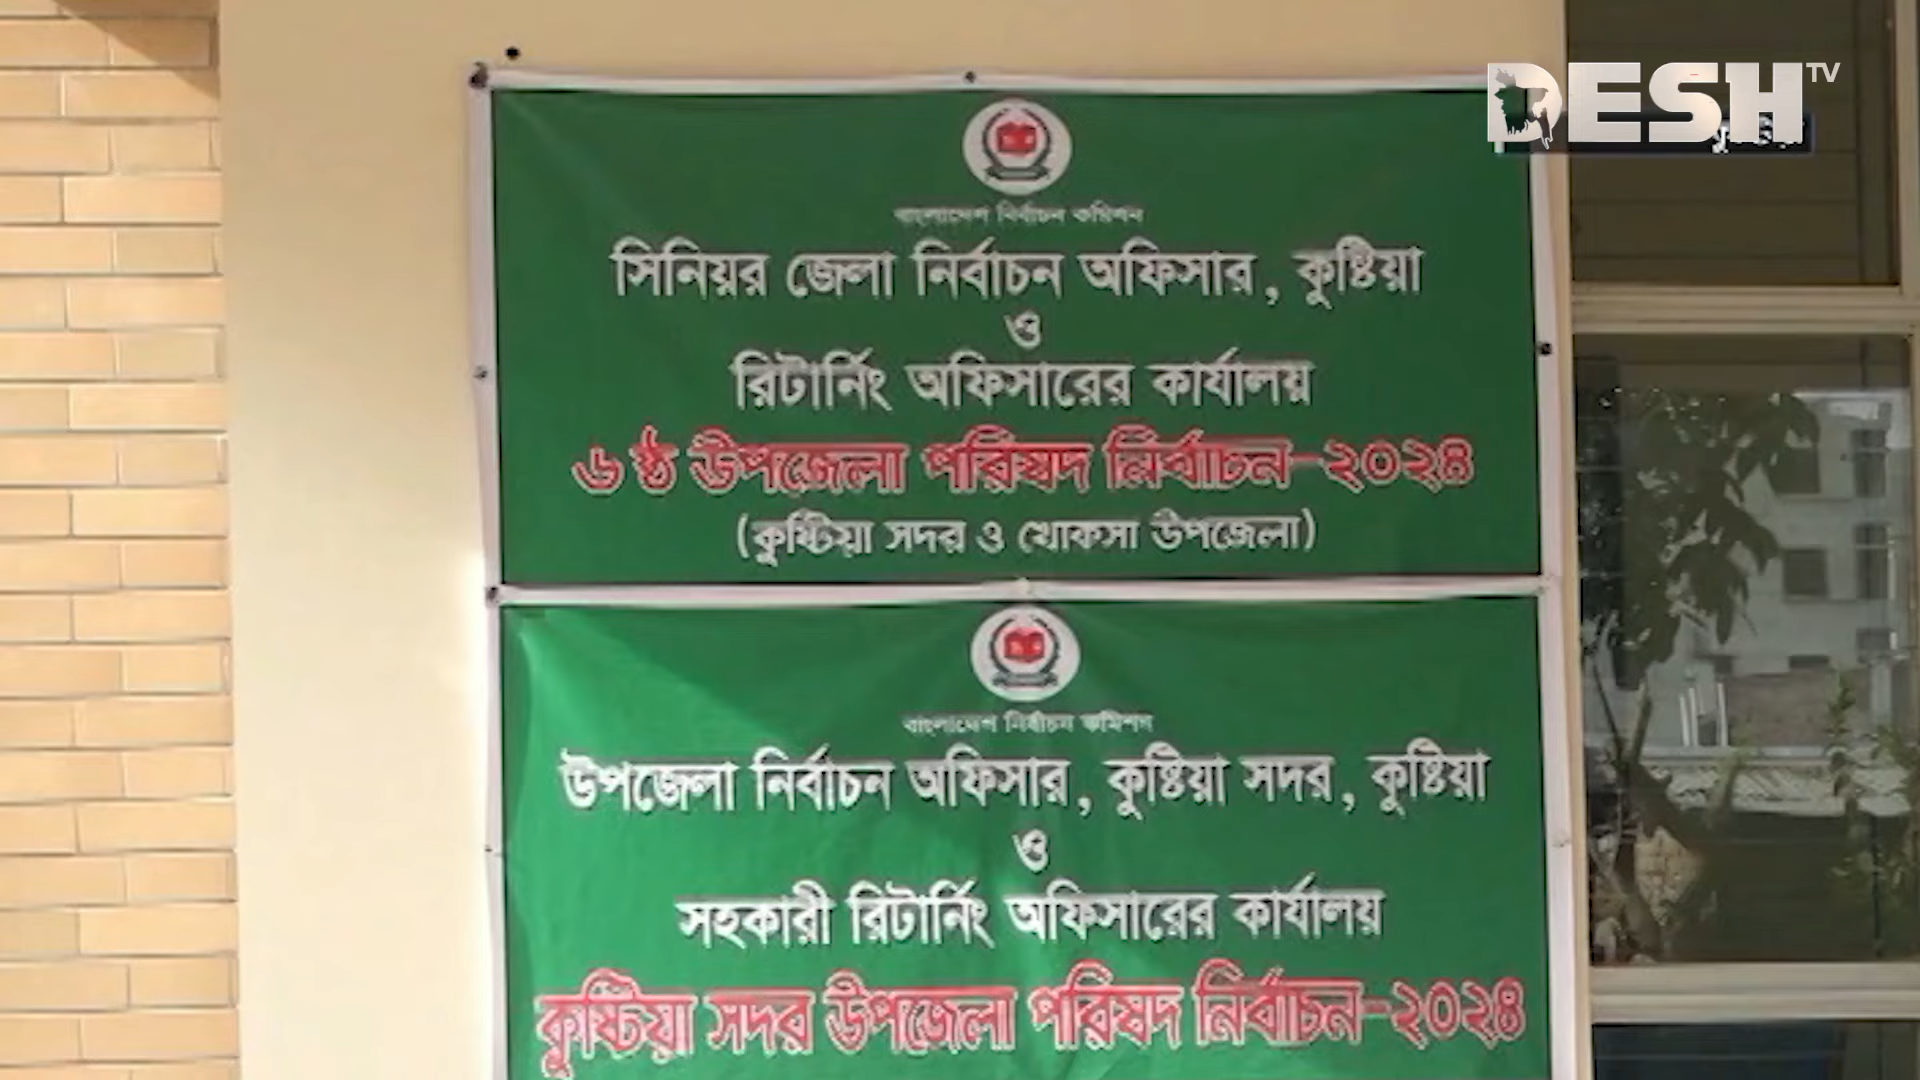 DESH TV
বাংলাদেশ নির্বাচন কমিশন
সিনিয়র জেলা নির্বাচন অফিসার, কুষ্টিয়া
ও
রিটার্নিং অফিসারের কার্যালয়
৬ষ্ঠ উপজেলা পরিষদ নির্বাচন-২০২৪
(কুষ্টিয়া সদর ও খোকসা উপজেলা)
বাংলাদেশ নির্বাচন কমিশন
উপজেলা নির্বাচন অফিসার, কুষ্টিয়া সদর, কুষ্টিয়া
ও
সহকারী রিটার্নিং অফিসারের কার্যালয়
কুষ্টিয়া সদর উপজেলা পরিষদ নির্বাচন-২০২৪